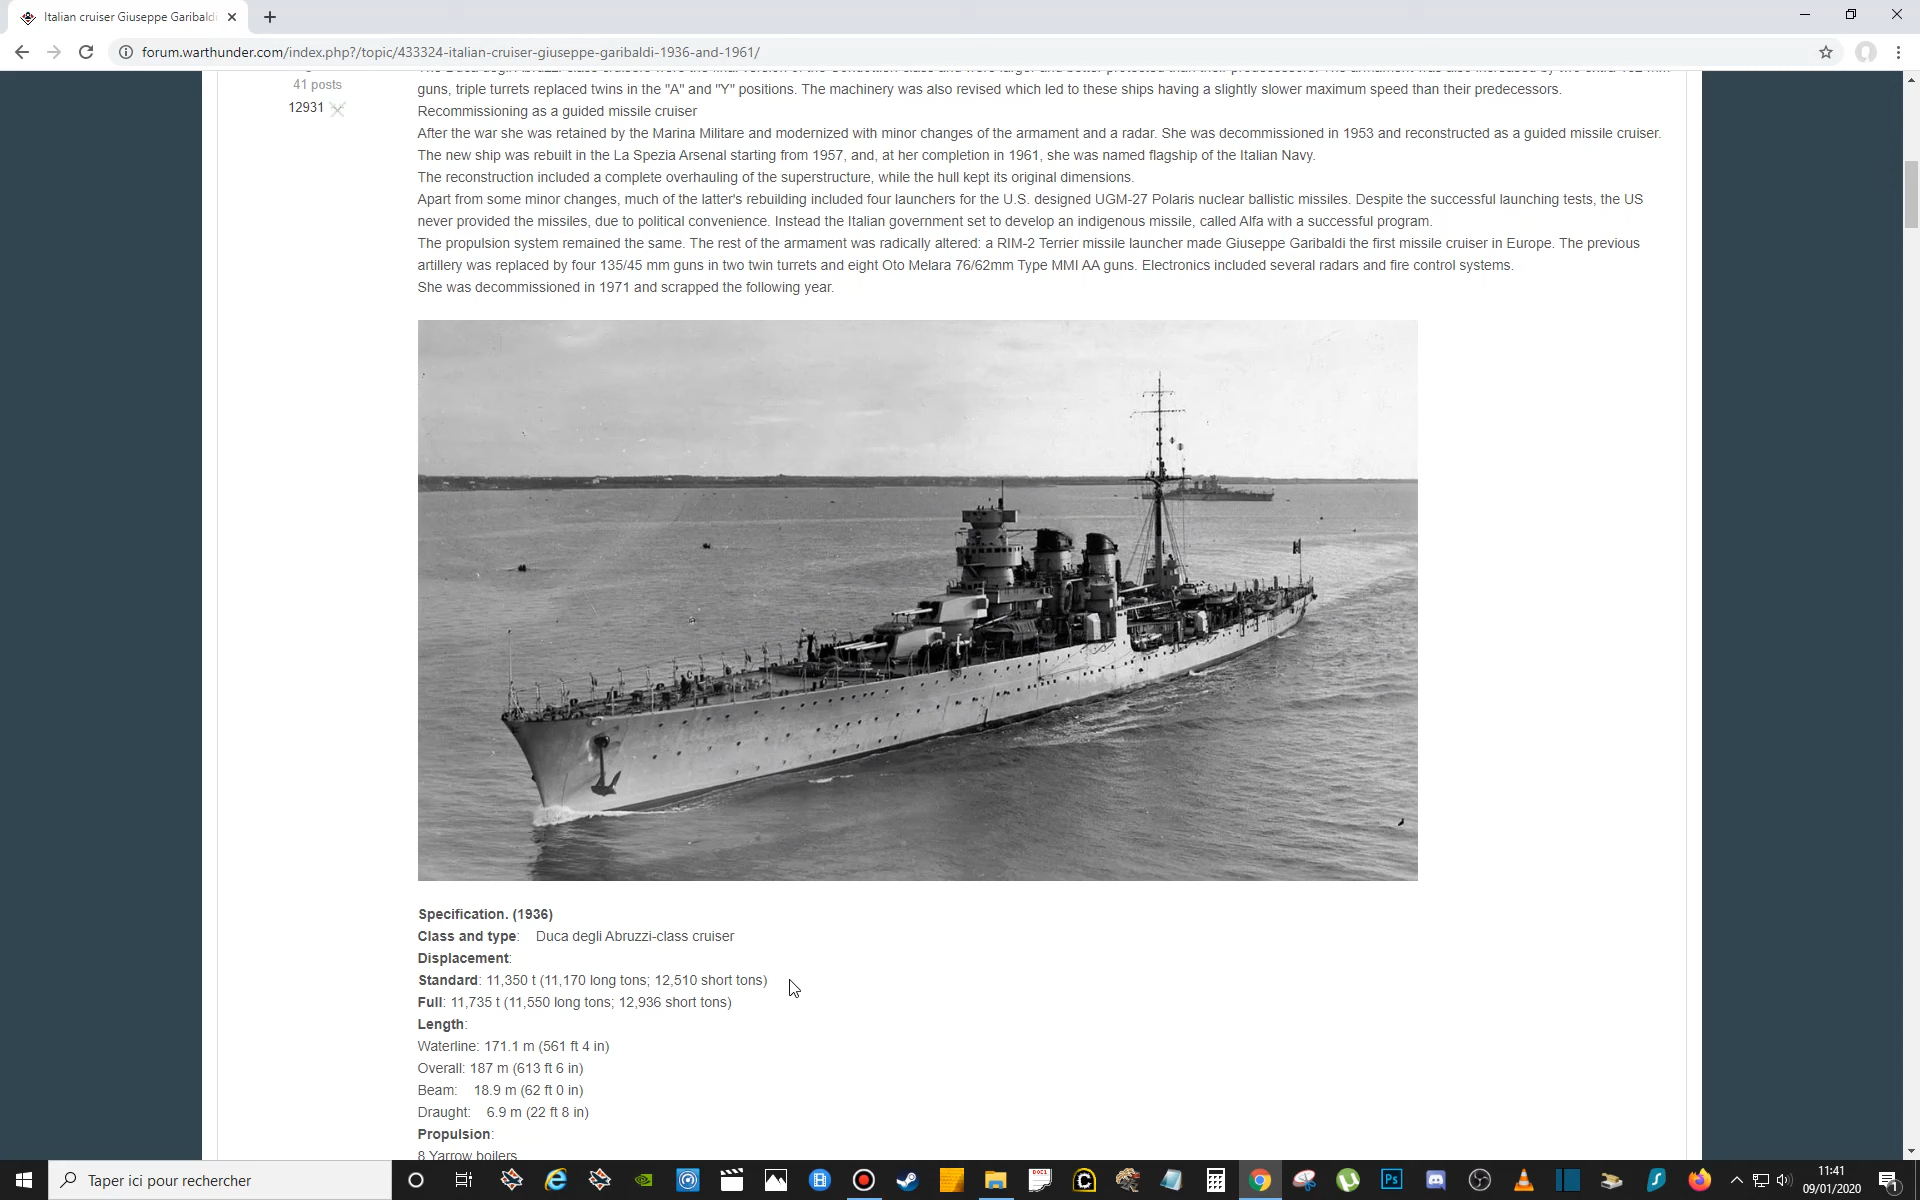 Italian cruiser Giuseppe Garibaldi
forum.warthunder.com/index.php?/topic/433324-italian-cruiser-giuseppe-garibaldi-1936-and-1961/
41 posts
12931
guns, triple turrets replaced twins in the "A" and "Y" positions. The machinery was also revised which led to these ships having a slightly slower maximum speed than their predecessors.
Recommissioning as a guided missile cruiser
After the war she was retained by the Marina Militare and modernized with minor changes of the armament and a radar. She was decommissioned in 1953 and reconstructed as a guided missile cruiser.
The new ship was rebuilt in the La Spezia Arsenal starting from 1957, and, at her completion in 1961, she was named flagship of the Italian Navy.
The reconstruction included a complete overhauling of the superstructure, while the hull kept its original dimensions.
Apart from some minor changes, much of the latter's rebuilding included four launchers for the U.S. designed UGM-27 Polaris nuclear ballistic missiles. Despite the successful launching tests, the US
never provided the missiles, due to political convenience. Instead the Italian government set to develop an indigenous missile, called Alfa with a successful program.
The propulsion system remained the same. The rest of the armament was radically altered: a RIM-2 Terrier missile launcher made Giuseppe Garibaldi the first missile cruiser in Europe. The previous
artillery was replaced by four 135/45 mm guns in two twin turrets and eight Oto Melara 76/62mm Type MMI AA guns. Electronics included several radars and fire control systems.
She was decommissioned in 1971 and scrapped the following year.
Specification. (1936)
Class and type: Duca degli Abruzzi-class cruiser
Displacement:
Standard: 11,350 t (11,170 long tons; 12,510 short tons)
Full: 11,735 t (11,550 long tons; 12,936 short tons)
Length:
Waterline: 171.1 m (561 ft 4 in)
Overall: 187 m (613 ft 6 in)
Beam: 18.9 m (62 ft 0 in)
Draught: 6.9 m (22 ft 8 in)
Propulsion:
8 Yarrow boilers
Taper ici pour rechercher
11:41
09/01/2020